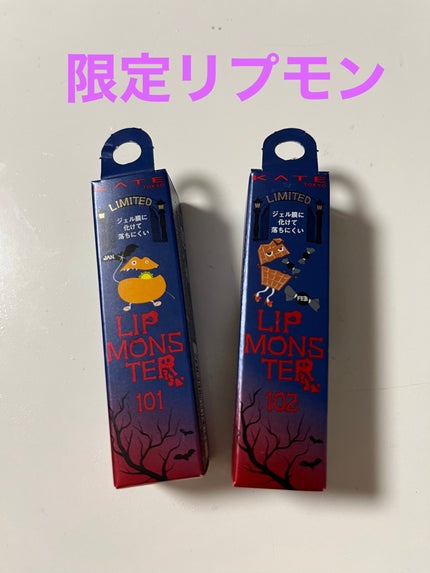 限定リプモン
KATE
TOKYO
LIMITED
ジェル膜に
化けて
落ちにくい
JAN.
LIP
MONS
TER
101
KATE
TOKYO
LIMITED
ジェル膜に
化けて
落ちにくい
FEB
LIP
MONS
TER
102